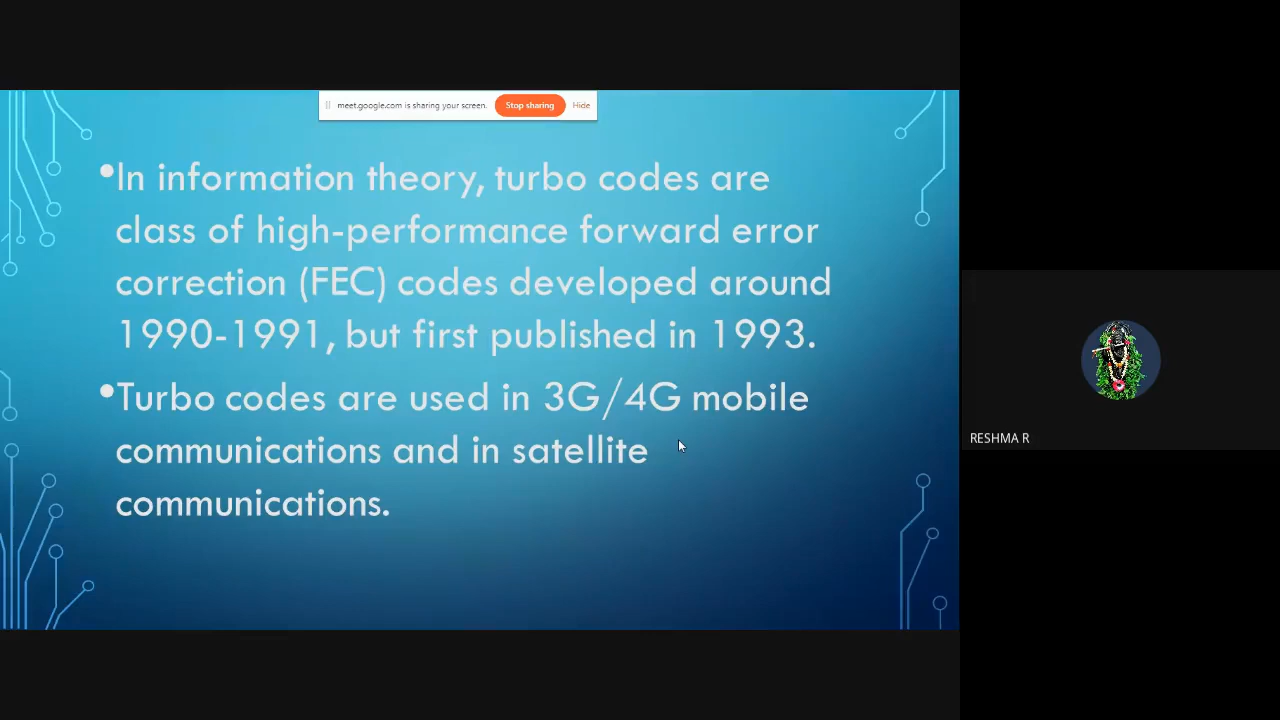 meet.google.com is sharing your screen. Stop sharing Hide
•In information theory, turbo codes are
class of high-performance forward error
correction (FEC) codes developed around
1990-1991, but first published in 1993.
•Turbo codes are used in 3G/4G mobile
communications and in satellite
communications.
RESHMA R